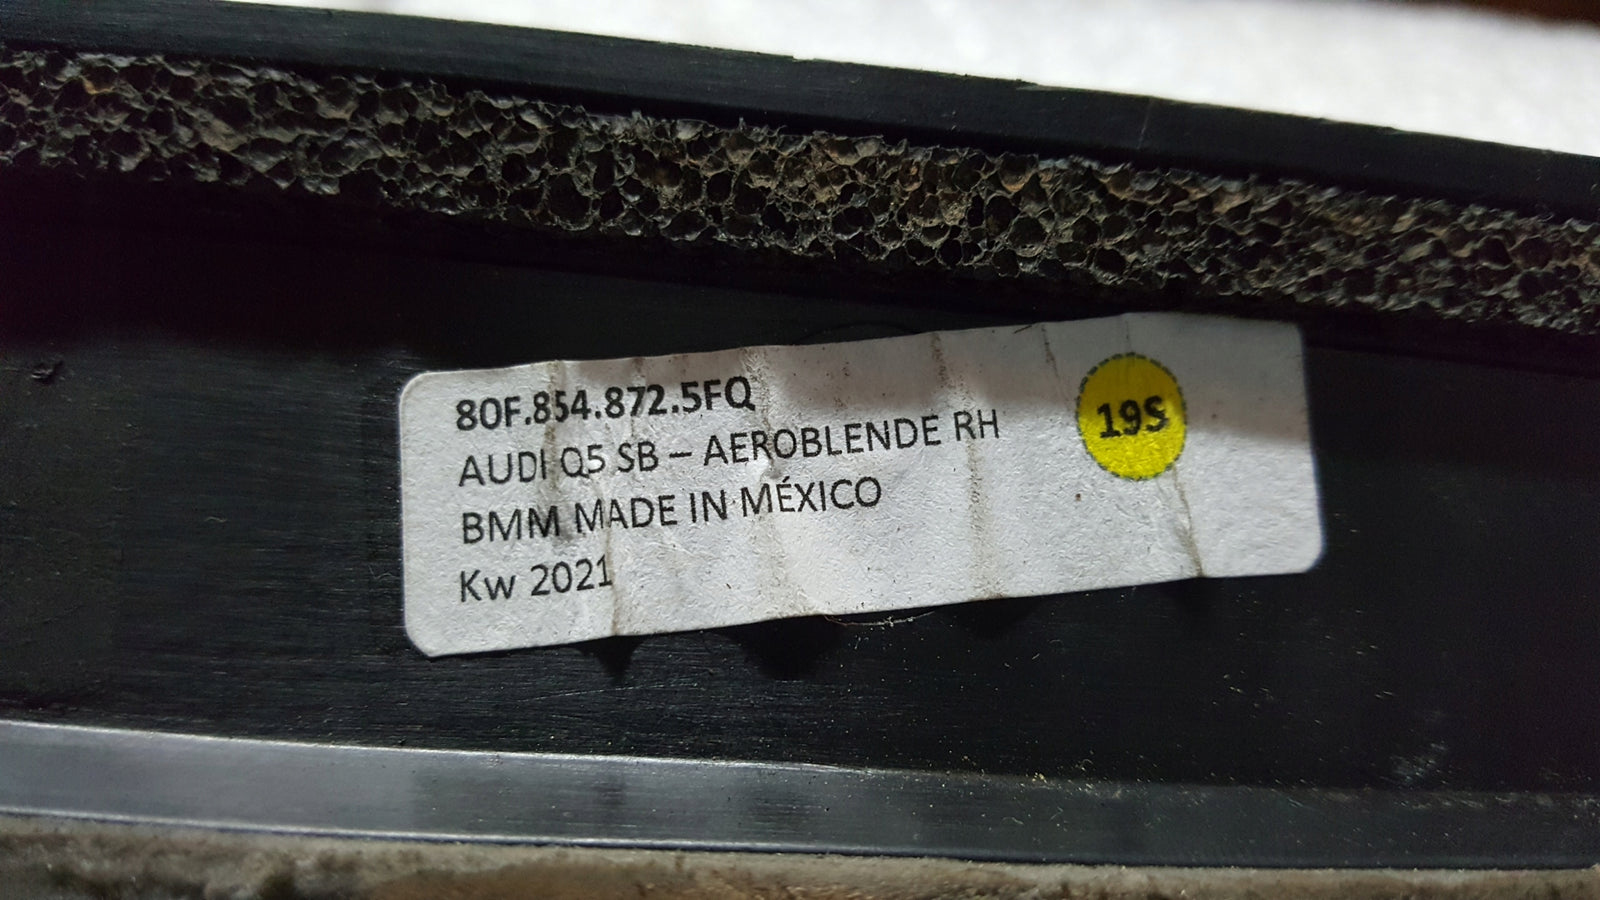 80F.854.872.5FQ
AUDI Q5 SB – AEROBLENDE RH
BMM MADE IN MÉXICO
Kw 2021
19S